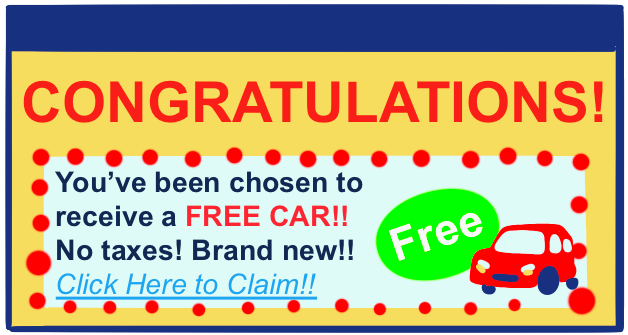 CONGRATULATIONS!
You've been chosen to
receive a FREE CAR!!
No taxes! Brand new!!
Click Here to Claim!!
Free